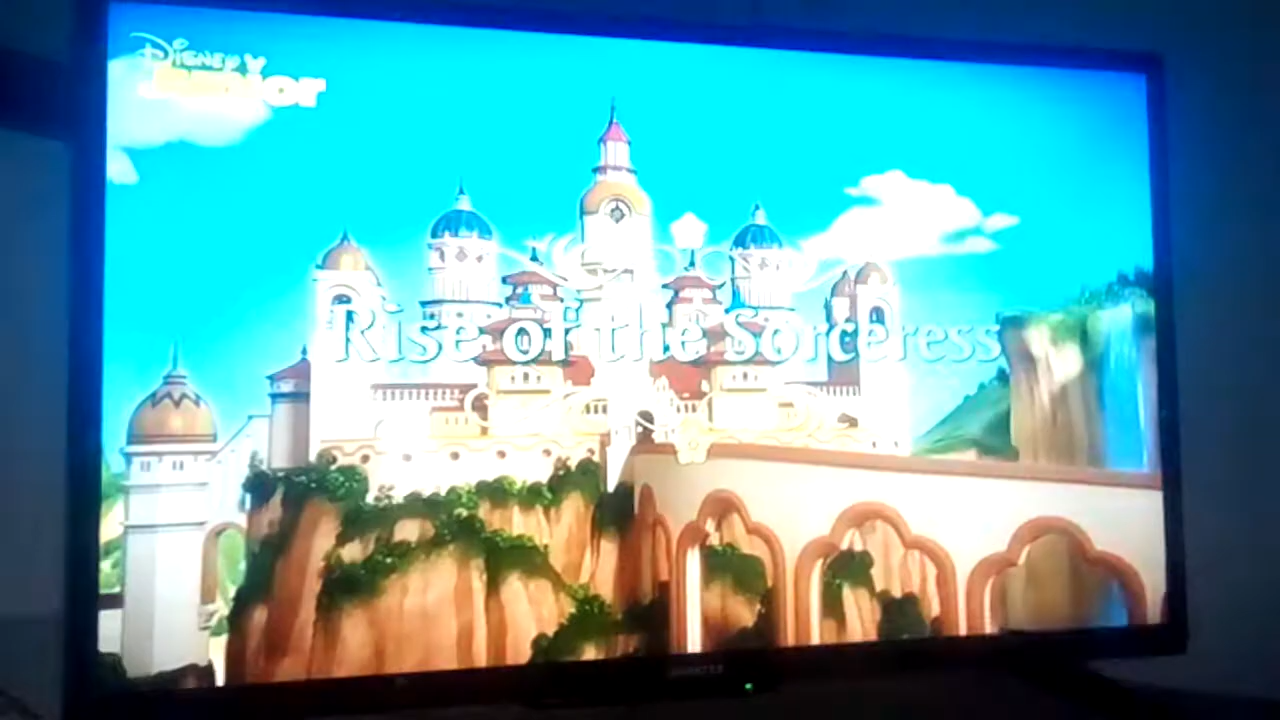 Disney
Junior
Rise of the Sorceress